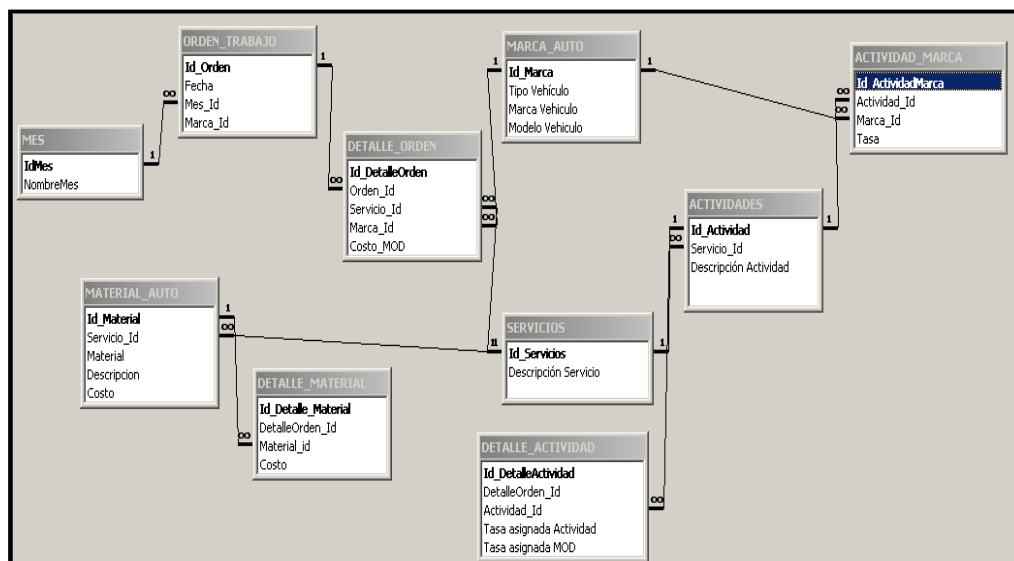 ORDEN_TRABAJO
Id_Orden
Fecha
Mes_Id
Marca_Id
MARCA_AUTO
Id_Marca
Tipo Vehículo
Marca Vehiculo
Modelo Vehiculo
ACTIVIDAD_MARCA
Id_ActividadMarca
Actividad_Id
Marca_Id
Tasa
MES
IdMes
NombreMes
DETALLE_ORDEN
Id_DetalleOrden
Orden_Id
Servicio_Id
Marca_Id
Costo_MOD
ACTIVIDADES
Id_Actividad
Servicio_Id
Descripción Actividad
MATERIAL_AUTO
Id_Material
Servicio_Id
Material
Descripcion
Costo
SERVICIOS
Id_Servicios
Descripción Servicio
DETALLE_MATERIAL
Id_Detalle_Material
DetalleOrden_Id
Material_id
Costo
DETALLE_ACTIVIDAD
Id_DetalleActividad
DetalleOrden_Id
Actividad_Id
Tasa asignada Actividad
Tasa asignada MOD